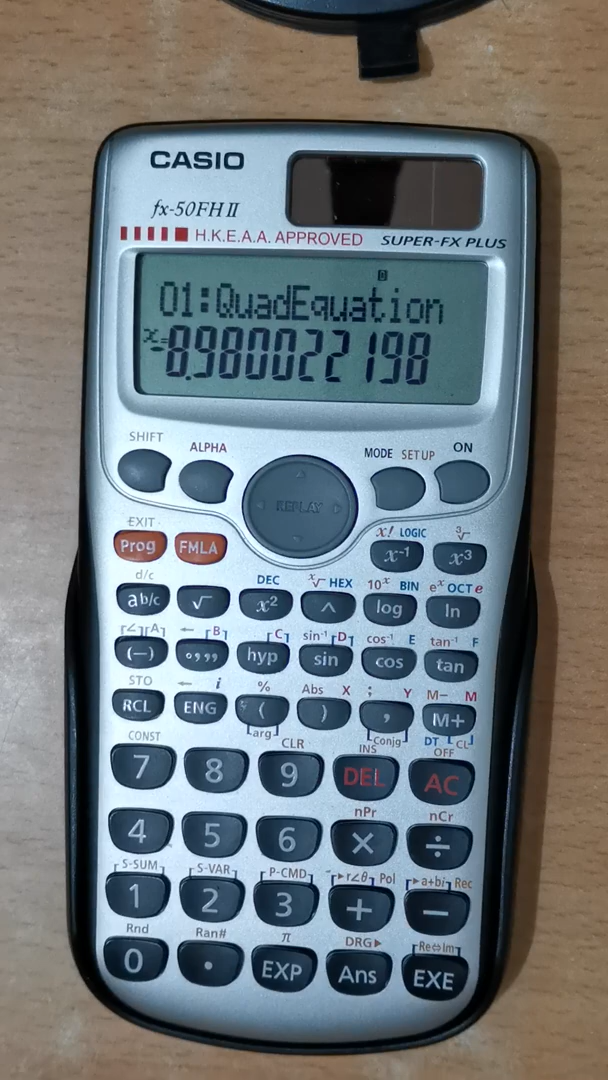 CASIO
fx-50FH II
H.K.E.A.A. APPROVED SUPER-FX PLUS
D
01:QuadEquation
x=
-8.980022198
SHIFT ALPHA MODE SETUP ON
REPLAY
EXIT x! LOGIC ³√
Prog FMLA x⁻¹ x³
d/c DEC ˣ√ HEX 10ˣ BIN eˣ OCT e
a b/c √ x² ^ log ln
∠ A ← B C sin⁻¹ D cos⁻¹ E tan⁻¹ F
(−) °,,, hyp sin cos tan
STO ← i % Abs X ; Y M− M
RCL ENG ( ) , M+
arg Conjg DT CL
CONST CLR INS OFF
7 8 9 DEL AC
nPr nCr
4 5 6 × ÷
S-SUM S-VAR P-CMD ▸r∠θ Pol ▸a+bi Rec
1 2 3 + −
Rnd Ran# π DRG▸ Re⇔Im
0 • EXP Ans EXE